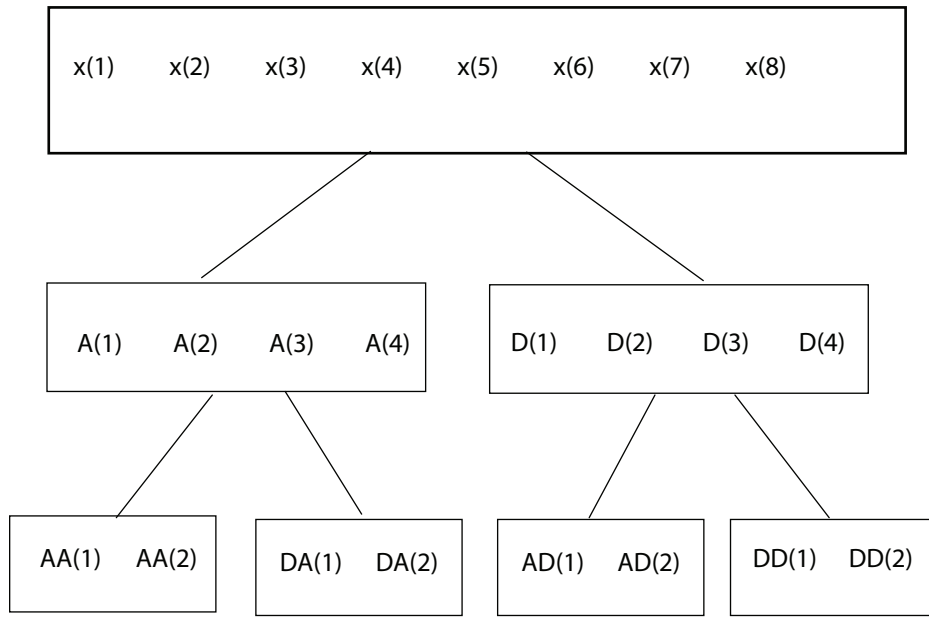 x(1) x(2) x(3) x(4) x(5) x(6) x(7) x(8)
A(1) A(2) A(3) A(4)
D(1) D(2) D(3) D(4)
AA(1) AA(2)
DA(1) DA(2)
AD(1) AD(2)
DD(1) DD(2)